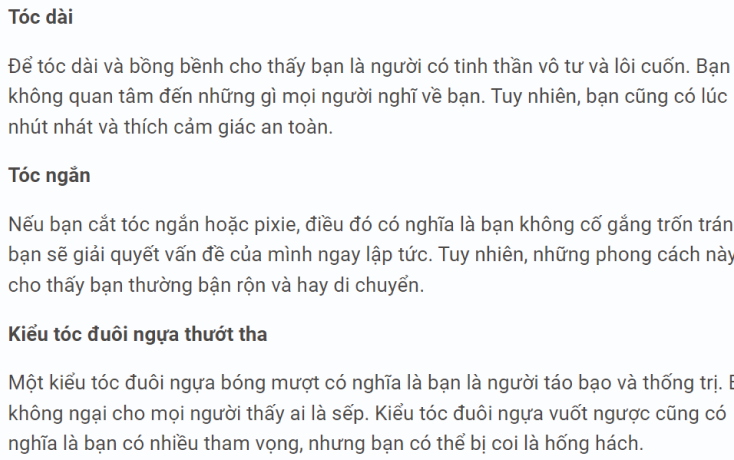 Tóc dài
Để tóc dài và bồng bềnh cho thấy bạn là người có tinh thần vô tư và lôi cuốn. Bạn
không quan tâm đến những gì mọi người nghĩ về bạn. Tuy nhiên, bạn cũng có lúc
nhút nhát và thích cảm giác an toàn.
Tóc ngắn
Nếu bạn cắt tóc ngắn hoặc pixie, điều đó có nghĩa là bạn không cố gắng trốn
bạn sẽ giải quyết vấn đề của mình ngay lập tức. Tuy nhiên, những phong cách này
cho thấy bạn thường bận rộn và hay di chuyển.
Kiểu tóc đuôi ngựa thướt tha
Một kiểu tóc đuôi ngựa bóng mượt có nghĩa là bạn là người táo bạo và thống trị.
không ngại cho mọi người thấy ai là sếp. Kiểu tóc đuôi ngựa vuốt ngược cũng có
nghĩa là bạn có nhiều tham vọng, nhưng bạn có thể bị coi là hống hách.